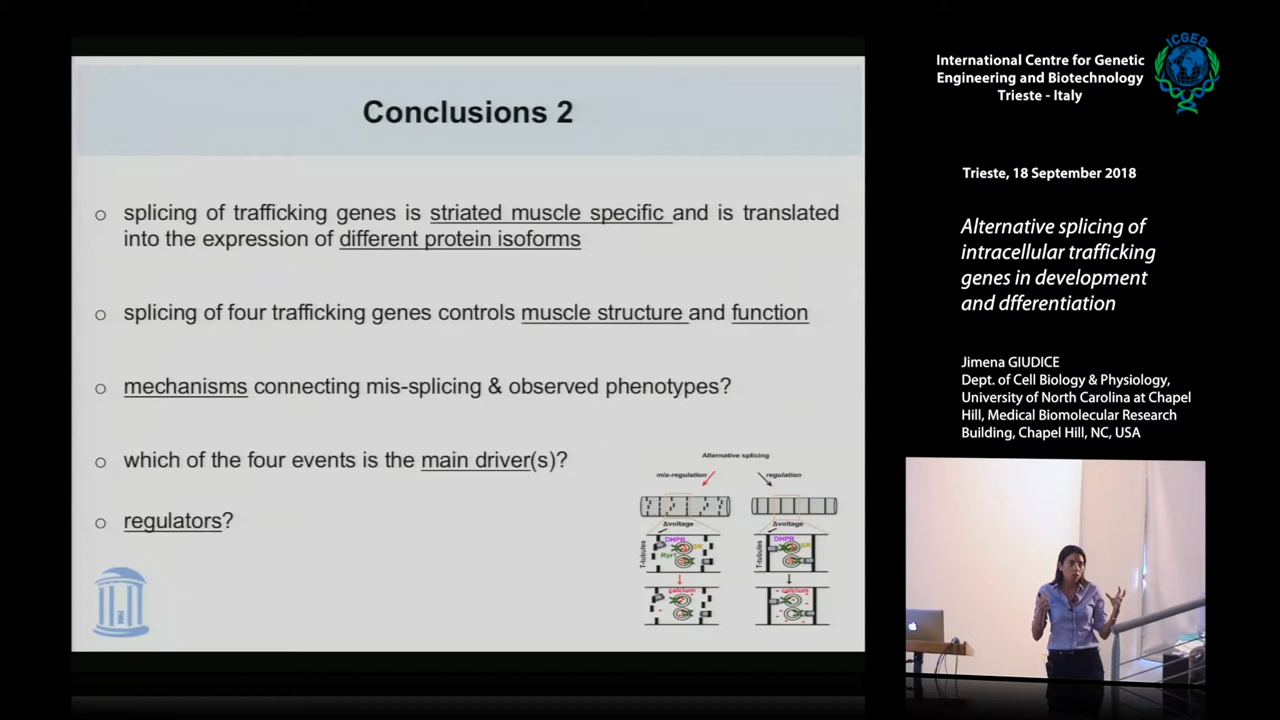 Conclusions 2
o splicing of trafficking genes is striated muscle specific and is translated
into the expression of different protein isoforms
o splicing of four trafficking genes controls muscle structure and function
o mechanisms connecting mis-splicing & observed phenotypes?
o which of the four events is the main driver(s)?
o regulators?
Alternative splicing
mis-regulation
regulation
Δvoltage
Δvoltage
T-tubules
DHPR
SR
Ryr1
T-tubules
DHPR
calcium
calcium
International Centre for Genetic
Engineering and Biotechnology
Trieste - Italy
ICGEB
Trieste, 18 September 2018
Alternative splicing of
intracellular trafficking
genes in development
and dfferentiation
Jimena GIUDICE
Dept. of Cell Biology & Physiology,
University of North Carolina at Chapel
Hill, Medical Biomolecular Research
Building, Chapel Hill, NC, USA